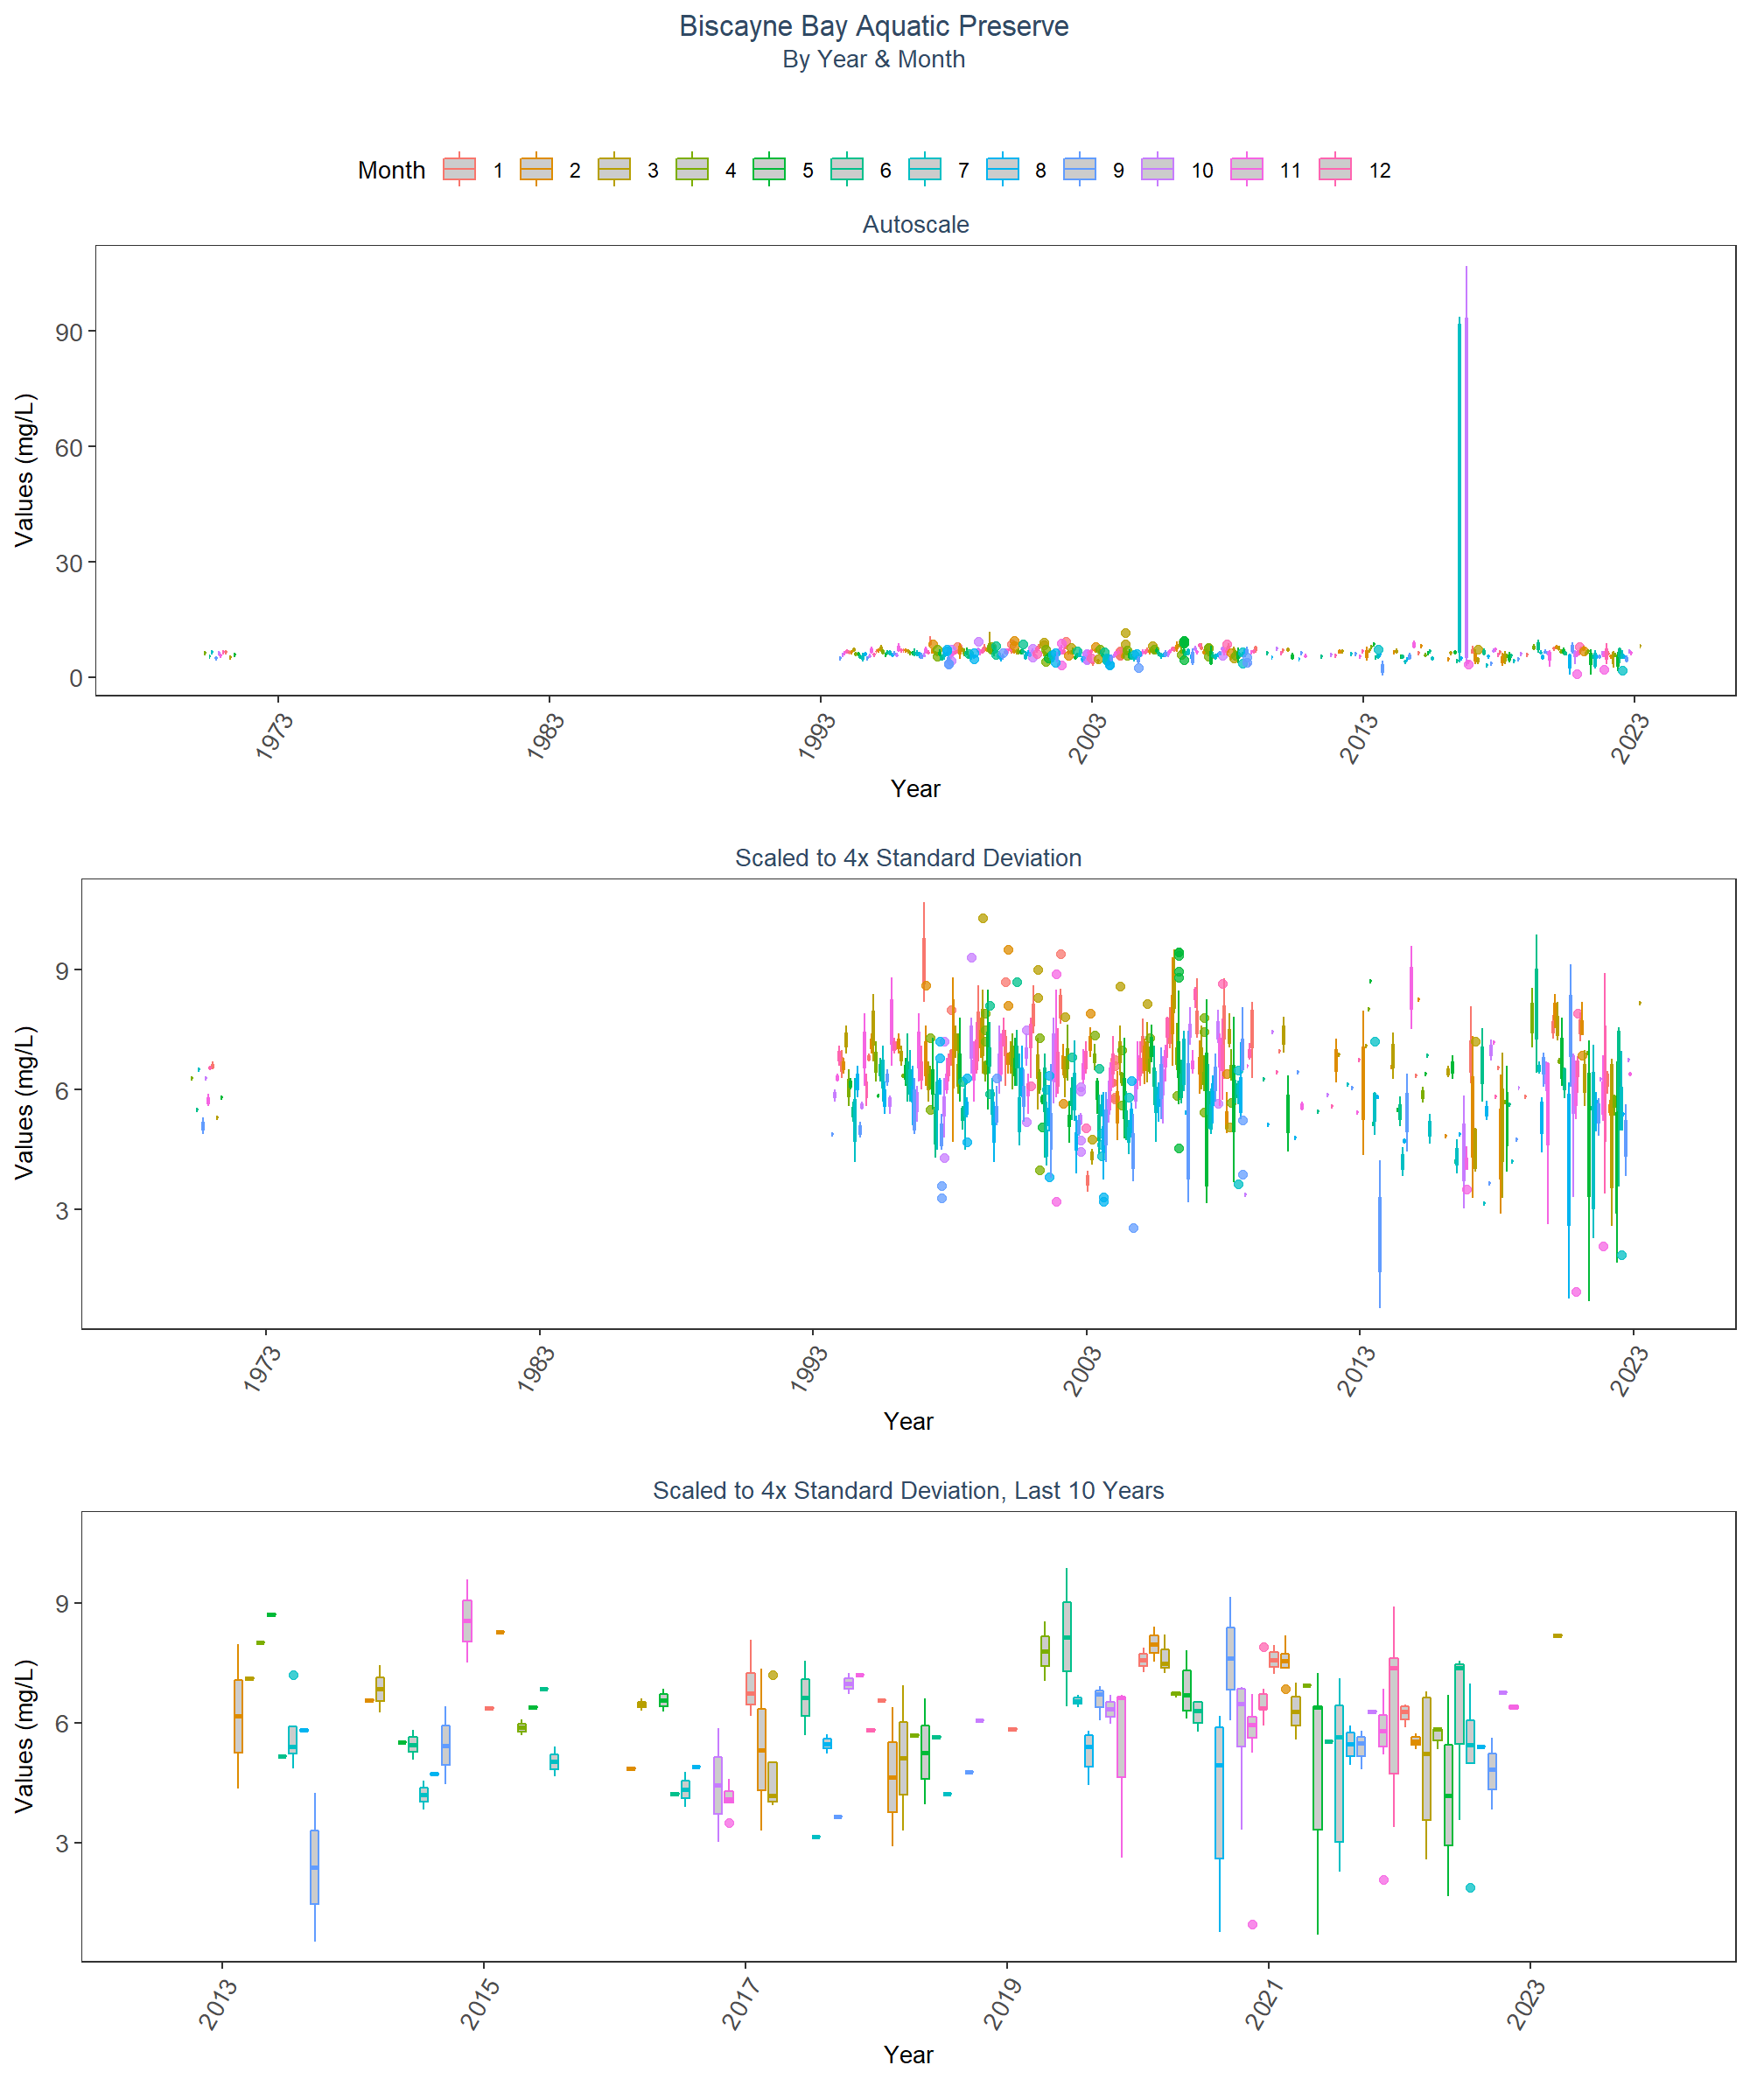 Biscayne Bay Aquatic Preserve
By Year & Month
Month 1 2 3 4 5 6 7 8 9 10 11 12
Autoscale
Values (mg/L)
90
60
30
0
1973 1983 1993 2003 2013 2023
Year
Scaled to 4x Standard Deviation
Values (mg/L)
9
6
3
1973 1983 1993 2003 2013 2023
Year
Scaled to 4x Standard Deviation, Last 10 Years
Values (mg/L)
9
6
3
2013 2015 2017 2019 2021 2023
Year